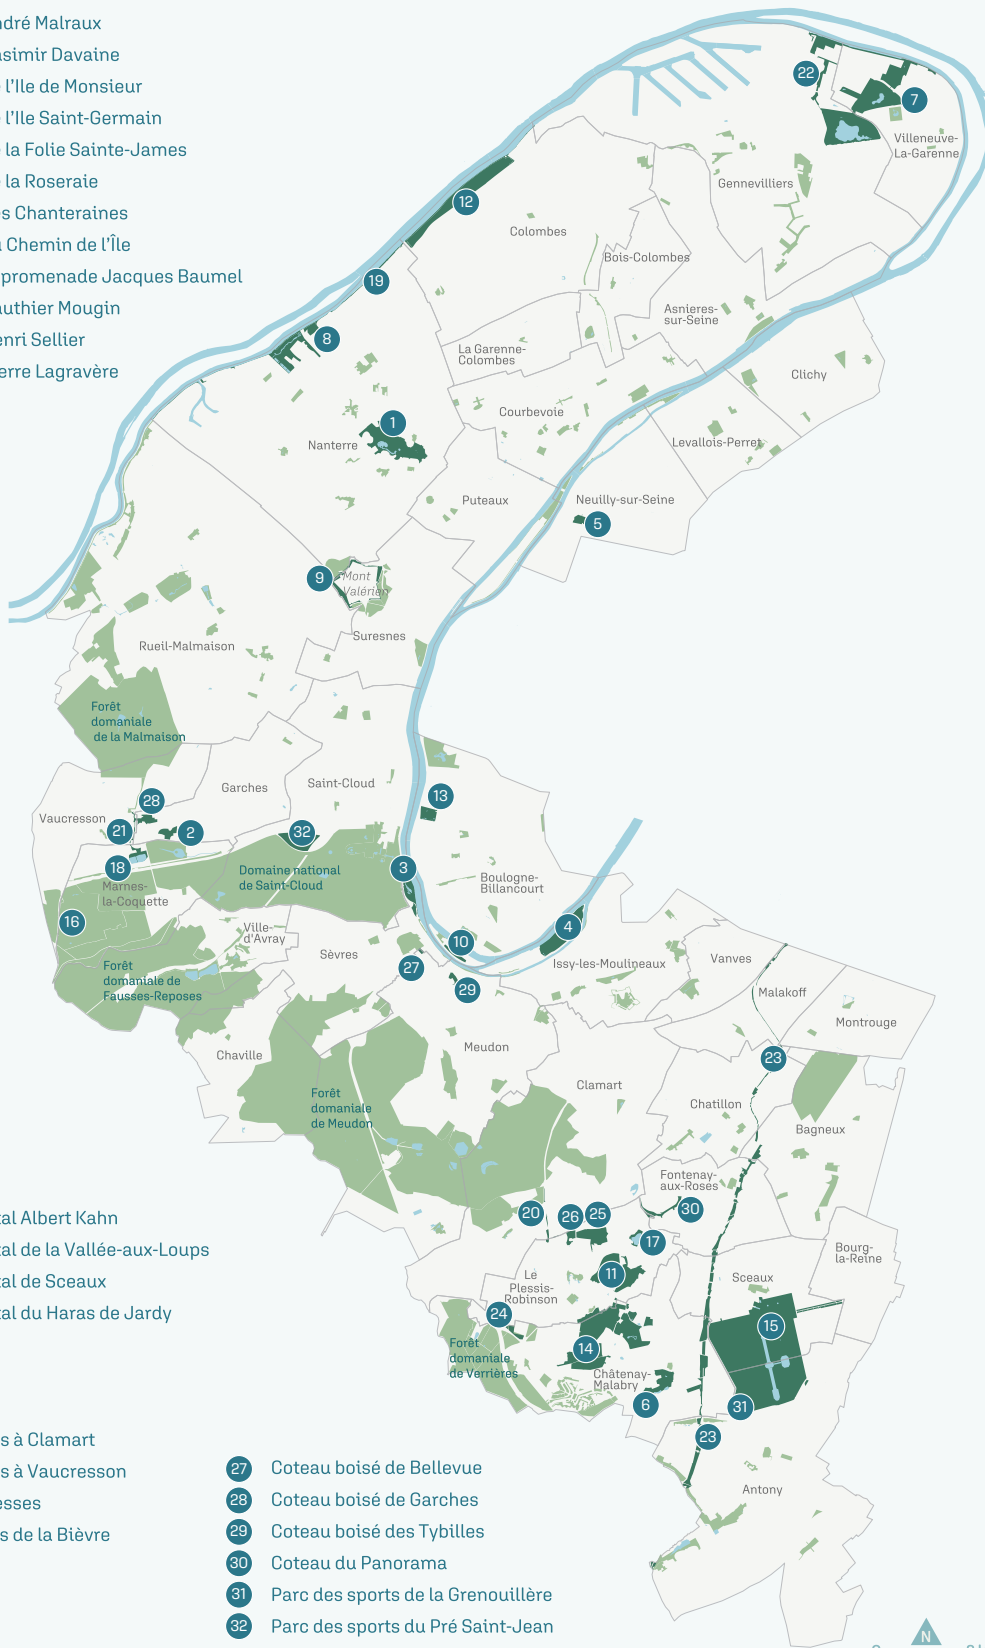 ndré Malraux
asimir Davaine
l'Ile de Monsieur
l'Ile Saint-Germain
la Folie Sainte-James
la Roseraie
s Chanteraines
Chemin de l'Île
promenade Jacques Baumel
authier Mougin
enri Sellier
erre Lagravère
22
7
Villeneuve-
La-Garenne
Gennevilliers
12
Colombes
Bois-Colombes
19
Asnieres-
sur-Seine
8
La Garenne-
Colombes
Clichy
Courbevoie
1
Nanterre
Levallois-Perret
Puteaux
Neuilly-sur-Seine
5
9
Mont
Valérien
Suresnes
Rueil-Malmaison
Forêt
domaniale
de la Malmaison
Saint-Cloud
Garches
13
28
Vaucresson
21
2
32
18
3
Domaine national
de Saint-Cloud
Boulogne-
Billancourt
Marnes-
la-Coquette
16
4
Ville-
d'Avray
10
Sèvres
27
Issy-les-Moulineaux
Vanves
Forêt
domaniale de
Fausses-Reposes
29
Malakoff
Montrouge
Meudon
Chaville
23
Clamart
Forêt
domaniale
de Meudon
Chatillon
Bagneux
Fontenay-
aux-Roses
20
26
25
30
17
Bourg-
la-Reine
11
Le
Plessis-
Robinson
Sceaux
24
15
Forêt
domaniale
de Verrières
14
Châtenay-
Malabry
6
31
23
Antony
tal Albert Kahn
tal de la Vallée-aux-Loups
tal de Sceaux
tal du Haras de Jardy
s à Clamart
s à Vaucresson
esses
s de la Bièvre
27 Coteau boisé de Bellevue
28 Coteau boisé de Garches
29 Coteau boisé des Tybilles
30 Coteau du Panorama
31 Parc des sports de la Grenouillère
32 Parc des sports du Pré Saint-Jean
N